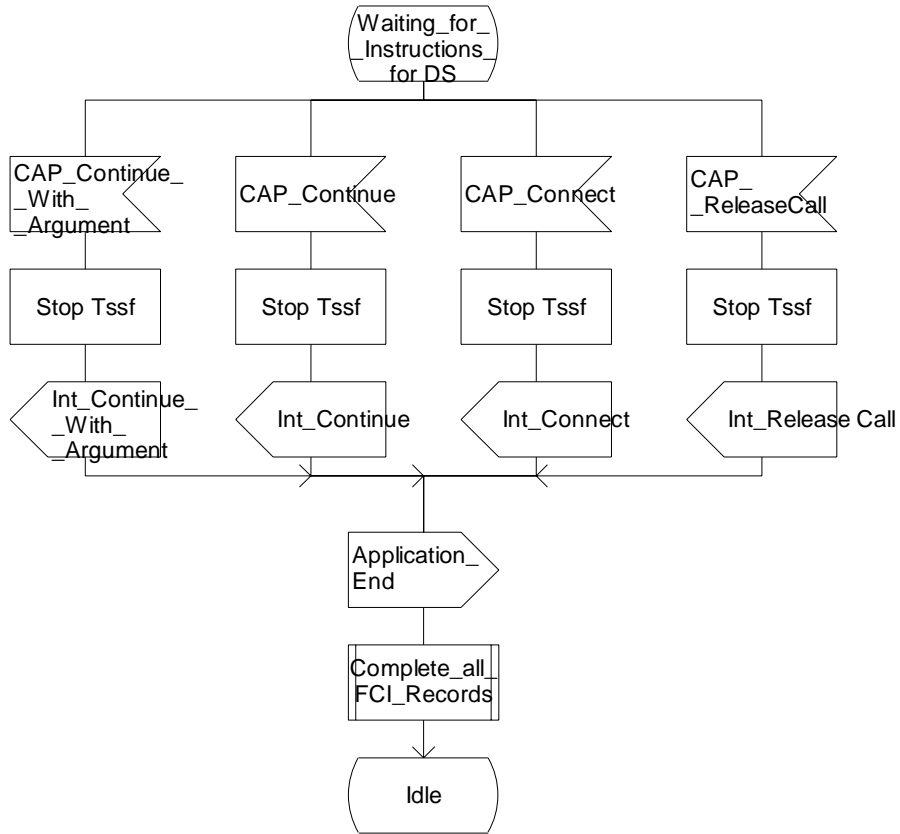 Waiting_for_
_Instructions_
for DS
CAP_Continue_
_With_
_Argument
CAP_Continue
CAP_Connect
CAP_
_ReleaseCall
Stop Tssf
Stop Tssf
Stop Tssf
Stop Tssf
Int_Continue_
_With_
_Argument
Int_Continue
Int_Connect
Int_Release Call
Application_
End
Complete_all_
FCI_Records
Idle